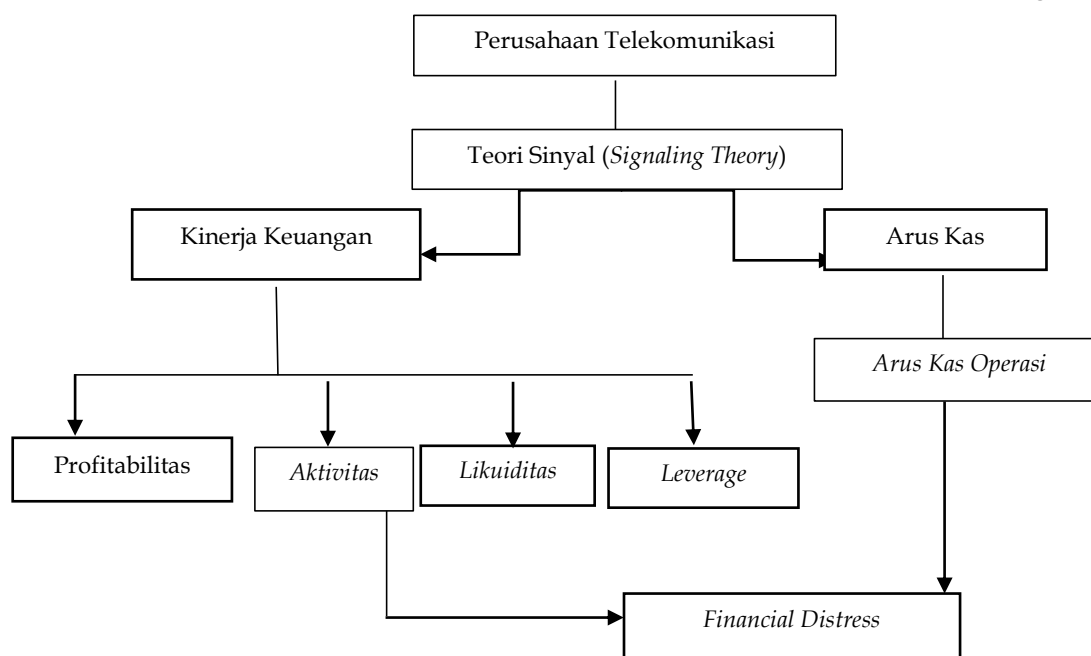 Perusahaan Telekomunikasi
Teori Sinyal (Signaling Theory)
Kinerja Keuangan
Arus Kas
Arus Kas Operasi
Profitabilitas
Aktivitas
Likuiditas
Leverage
Financial Distress